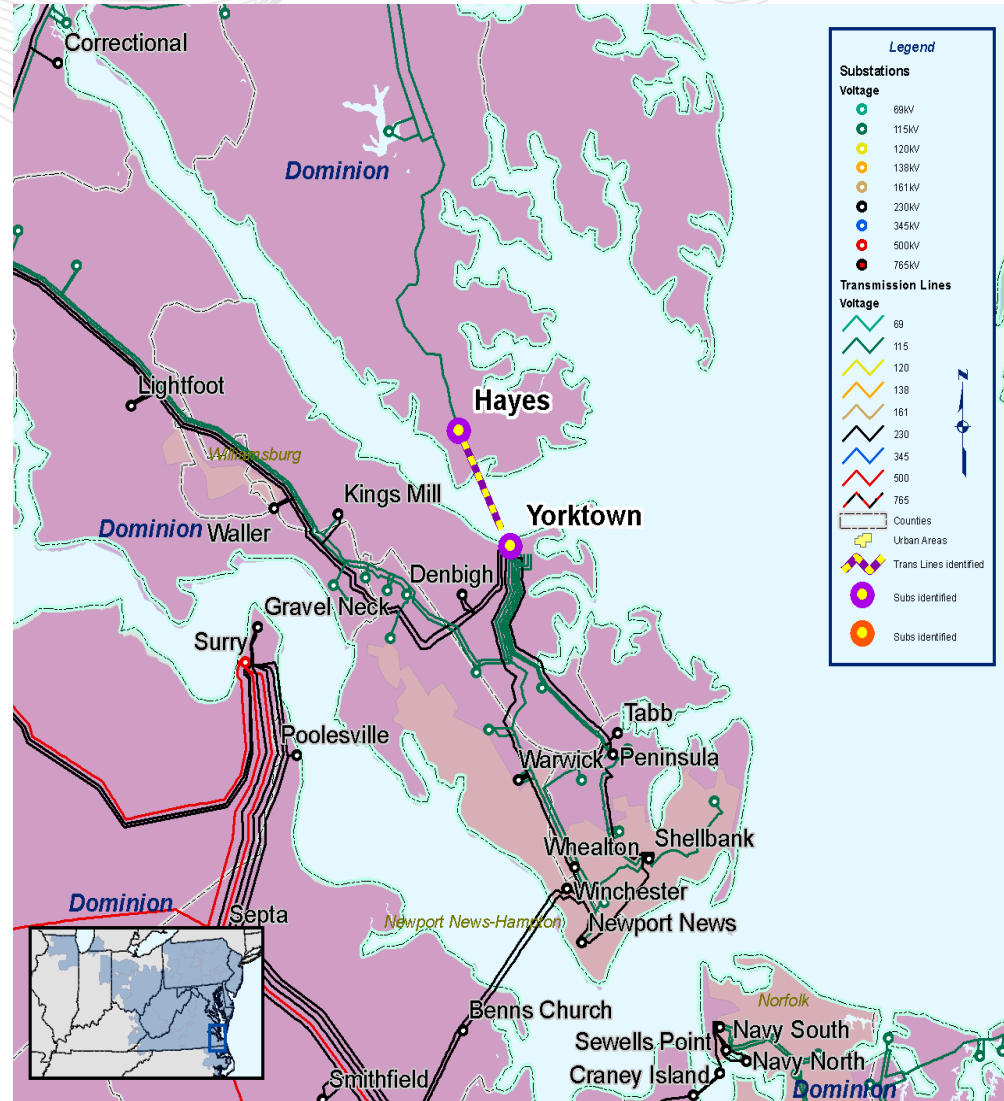 Correctional
Dominion
Lightfoot
Williamsburg
Hayes
Kings Mill
Yorktown
Dominion
Waller
Denbigh
Gravel Neck
Surry
Poolesville
Tabb
Warwick
Peninsula
Whealton
Shellbank
Winchester
Dominion
Septa
Newport News-Hampton
Newport News
Benns Church
Norfolk
Navy South
Sewells Point
Navy North
Craney Island
Smithfield
Dominion
Legend
Substations
Voltage
69kV
115kV
120kV
138kV
161kV
230kV
345kV
500kV
765kV
Transmission Lines
Voltage
69
115
120
138
161
230
345
500
765
Counties
Urban Areas
Trans Lines identified
Subs identified
Subs identified
N